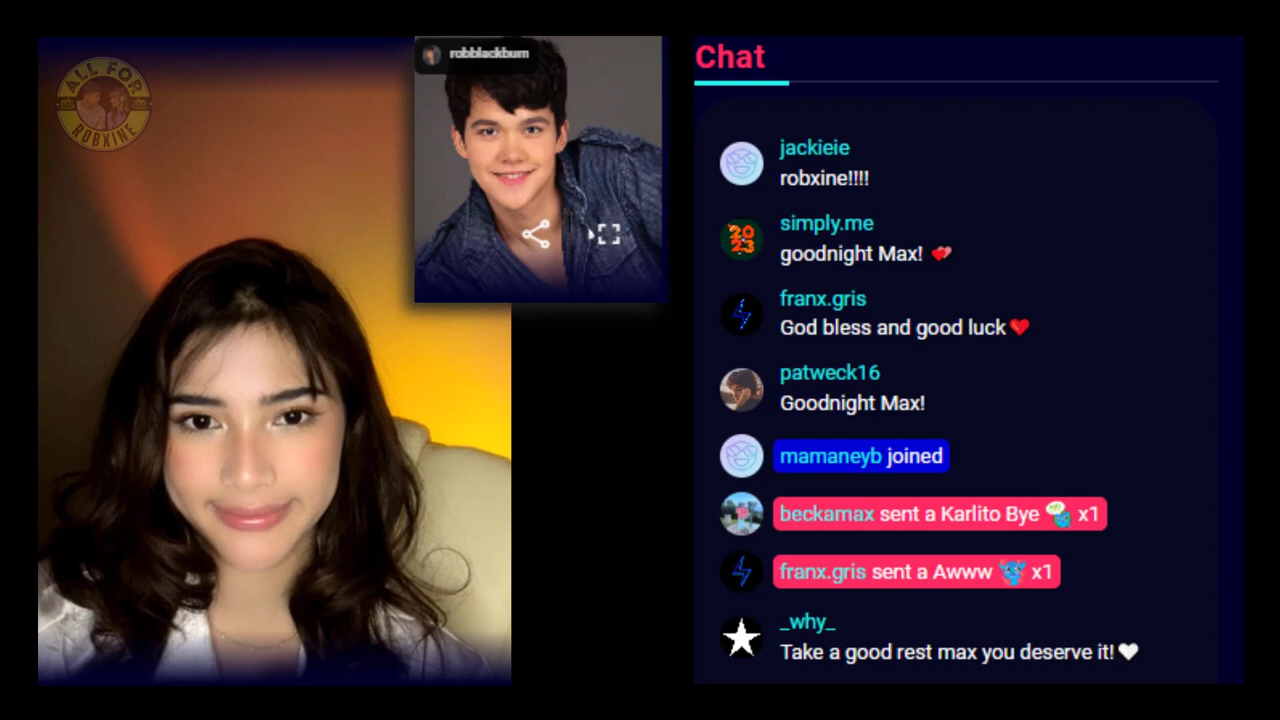 ALL FOR
ROBXINE
robblackburn
Chat
jackieie
robxine!!!!
simply.me
2023
goodnight Max! 💕
franx.gris
God bless and good luck❤️
patweck16
Goodnight Max!
mamaneyb joined
beckamax sent a Karlito Bye x1
franx.gris sent a Awww x1
_why_
Take a good rest max you deserve it!🤍